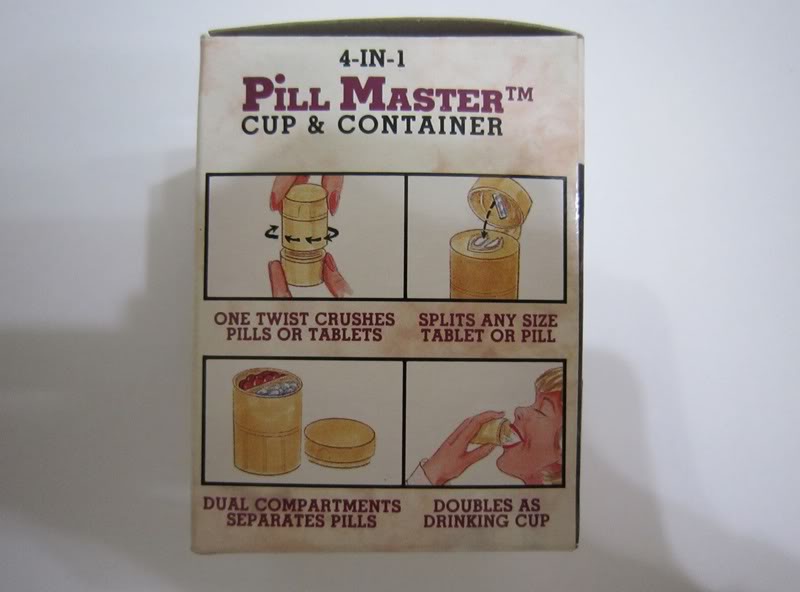 4-IN-1
PiLL MASTER™
CUP & CONTAINER
ONE TWIST CRUSHES
PILLS OR TABLETS
SPLITS ANY SIZE
TABLET OR PILL
DUAL COMPARTMENTS
SEPARATES PILLS
DOUBLES AS
DRINKING CUP